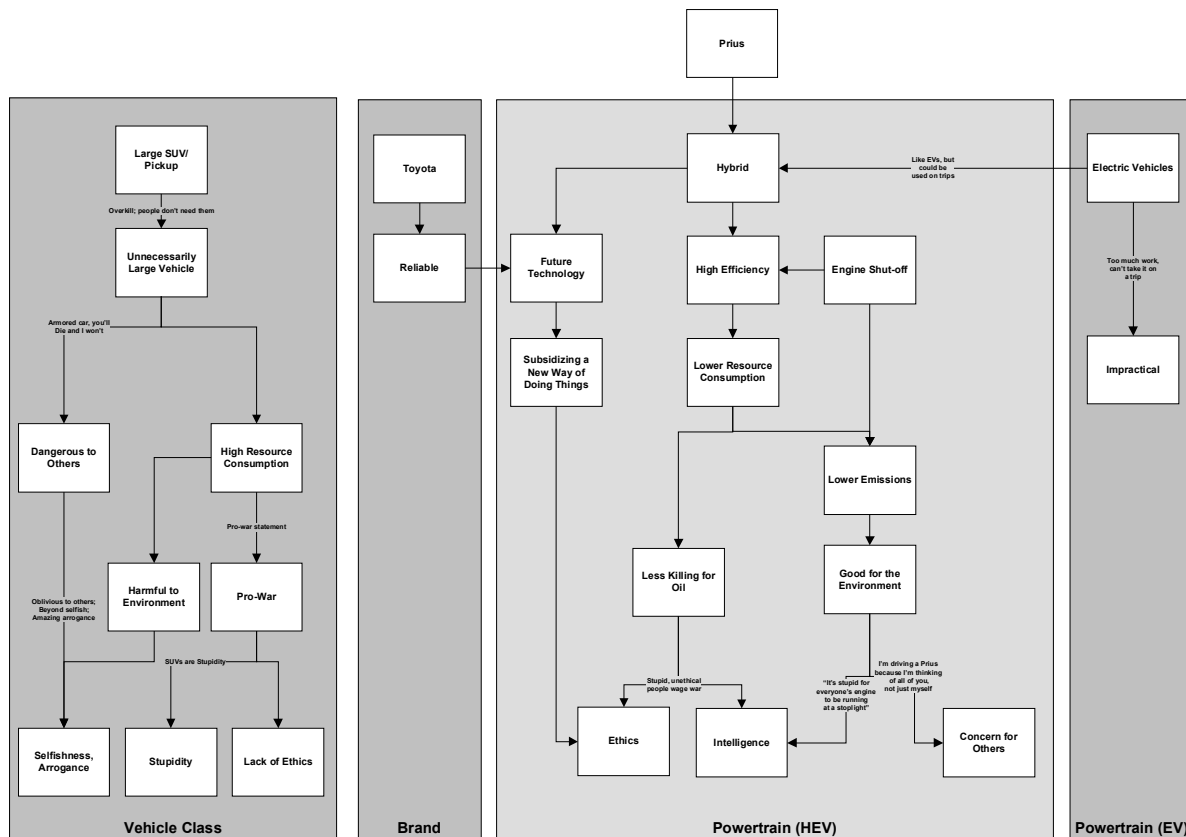 Prius
Large SUV/
Pickup
Overkill; people don't need them
Unnecessarily
Large Vehicle
Armored car, you'll
Die and I won't
Dangerous to
Others
High Resource
Consumption
Pro-war statement
Harmful to
Environment
Pro-War
Oblivious to others;
Beyond selfish;
Amazing arrogance
SUVs are Stupidity
Selfishness,
Arrogance
Stupidity
Lack of Ethics
Vehicle Class
Toyota
Reliable
Brand
Hybrid
Like EVs, but
could be
used on trips
Future
Technology
High Efficiency
Engine Shut-off
Subsidizing a
New Way of
Doing Things
Lower Resource
Consumption
Lower Emissions
Less Killing for
Oil
Good for the
Environment
Stupid, unethical
people wage war
"It's stupid for
everyone's engine
to be running
at a stoplight"
I'm driving a Prius
because I'm thinking
of all of you,
not just myself
Ethics
Intelligence
Concern for
Others
Powertrain (HEV)
Electric Vehicles
Too much work,
can't take it on
a trip
Impractical
Powertrain (EV)